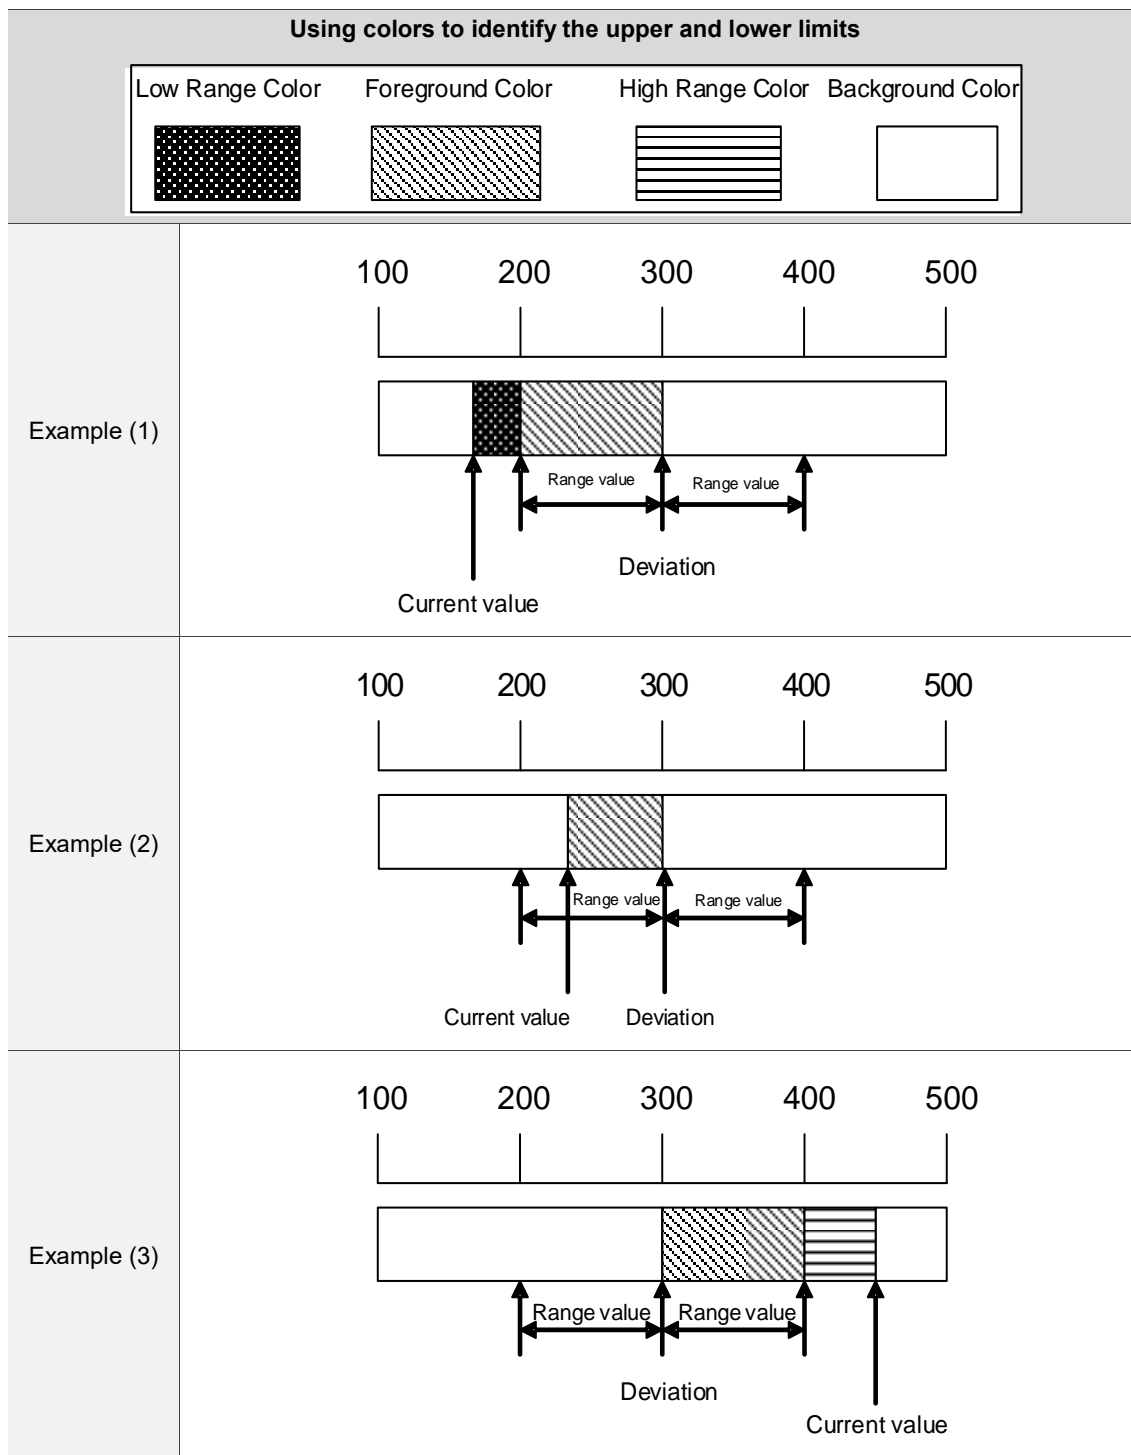 Using colors to identify the upper and lower limits
Low Range Color Foreground Color High Range Color Background Color
100 200 300 400 500
Example (1)
Range value Range value
Deviation
Current value
100 200 300 400 500
Example (2)
Range value Range value
Current value Deviation
100 200 300 400 500
Example (3)
Range value Range value
Deviation
Current value